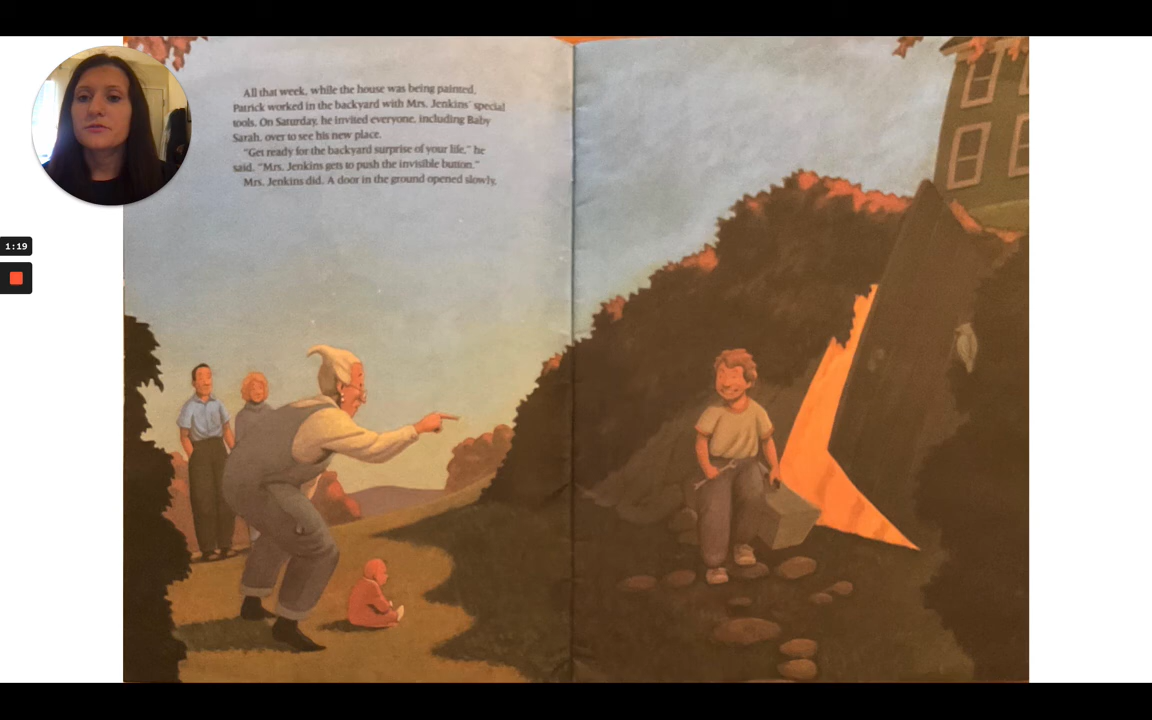 All that week, while the house was being painted,
Patrick worked in the backyard with Mrs. Jenkins' special
tools. On Saturday, he invited everyone, including Baby
Sarah, over to see his new place.
"Get ready for the backyard surprise of your life," he
said. "Mrs. Jenkins gets to push the invisible button."
Mrs. Jenkins did. A door in the ground opened slowly.
1:19